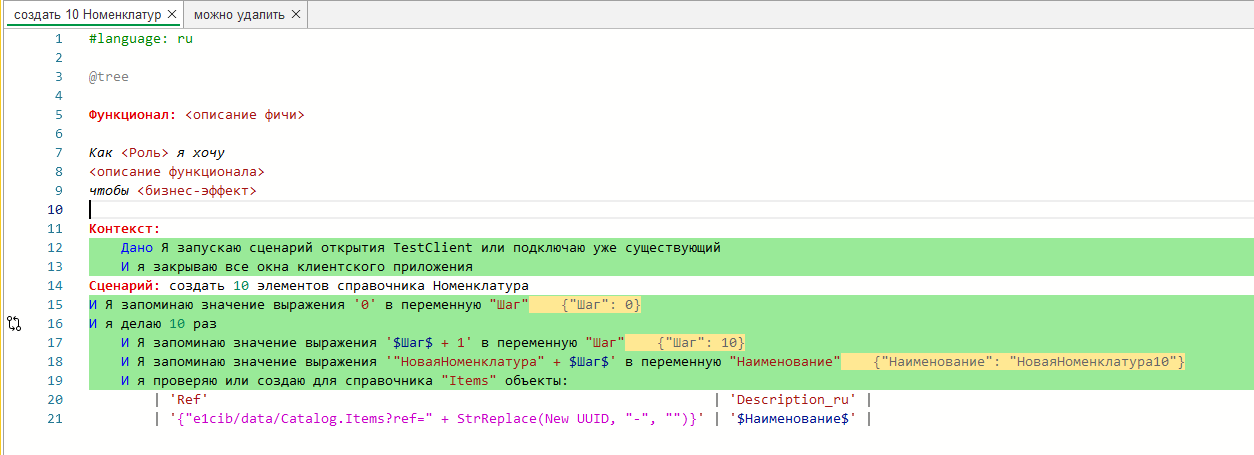 создать 10 Номенклатур × можно удалить ×
1 #language: ru
2
3 @tree
4
5 Функционал: <описание фичи>
6
7 Как <Роль> я хочу
8 <описание функционала>
9 чтобы <бизнес-эффект>
10
11 Контекст:
12 Дано Я запускаю сценарий открытия TestClient или подключаю уже существующий
13 И я закрываю все окна клиентского приложения
14 Сценарий: создать 10 элементов справочника Номенклатура
15 И Я запоминаю значение выражения '0' в переменную "Шаг" {"Шаг": 0}
16 И я делаю 10 раз
17 И Я запоминаю значение выражения '$Шаг$ + 1' в переменную "Шаг" {"Шаг": 10}
18 И Я запоминаю значение выражения '"НоваяНоменклатура" + $Шаг$' в переменную "Наименование" {"Наименование": "НоваяНоменклатура10"}
19 И я проверяю или создаю для справочника "Items" объекты:
20 | 'Ref' | 'Description_ru' |
21 | '{"e1cib/data/Catalog.Items?ref=" + StrReplace(New UUID, "-", "")}' | '$Наименование$' |